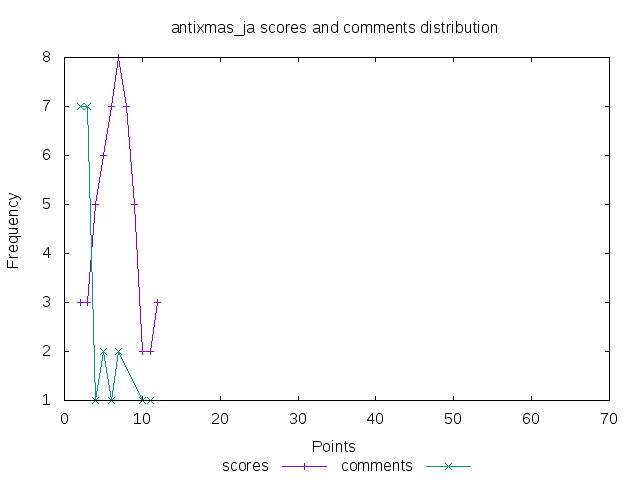 antixmas_ja scores and comments distribution
8
7
6
5
4
3
2
1
Frequency
0 10 20 30 40 50 60 70
Points
scores comments